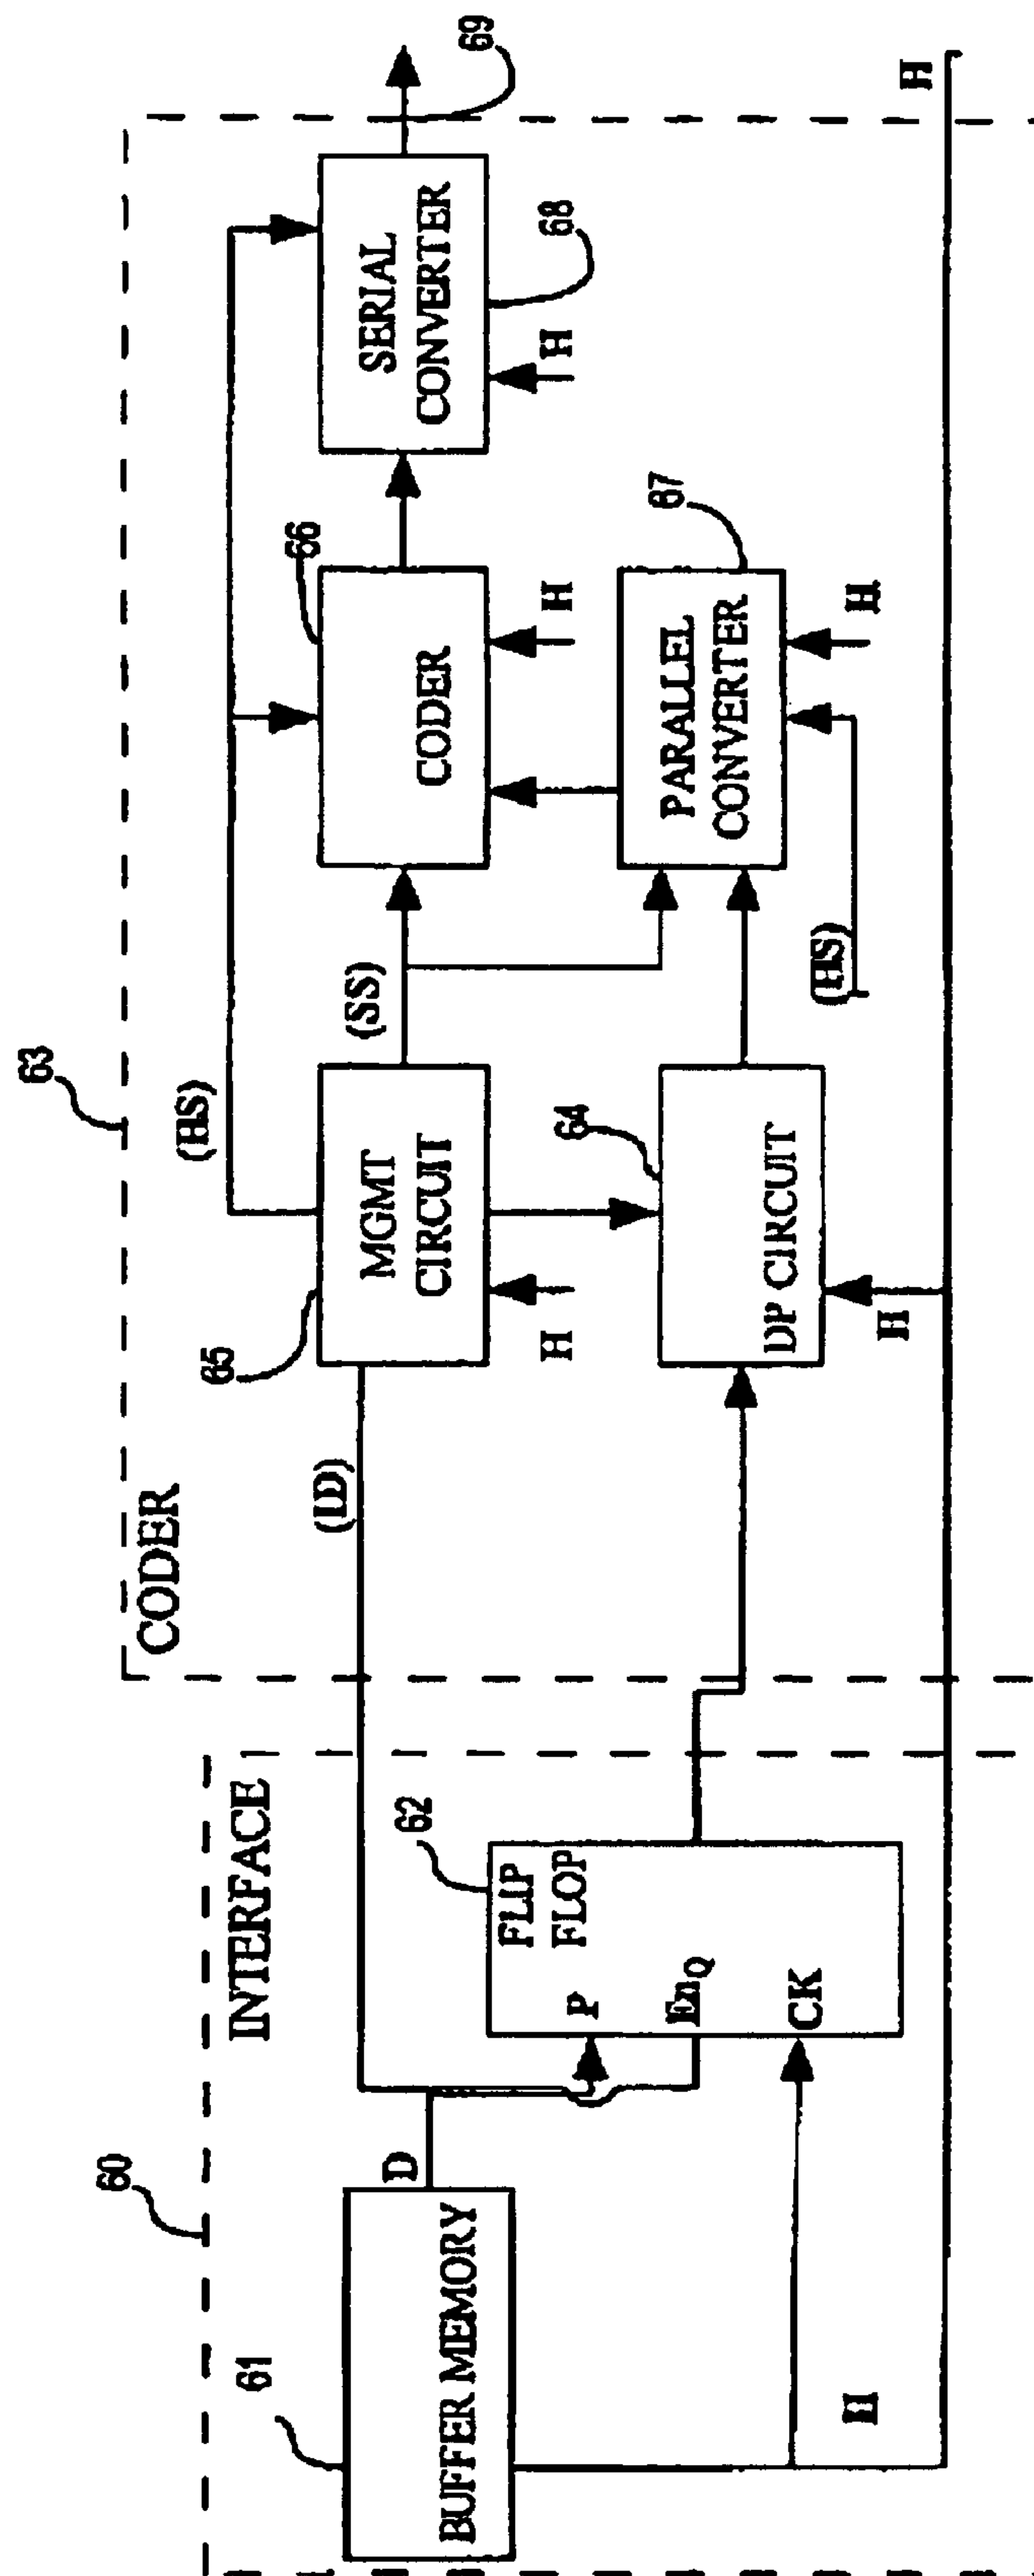 60
INTERFACE
61
BUFFER MEMORY
D
62
FLIP
FLOP
P
EnQ
CK
H
63
CODER
(LD)
65
MGMT
CIRCUIT
H
(HS)
(SS)
64
DP CIRCUIT
H
66
CODER
H
67
PARALLEL
CONVERTER
(HS)
H
SERIAL
CONVERTER
68
H
69
H